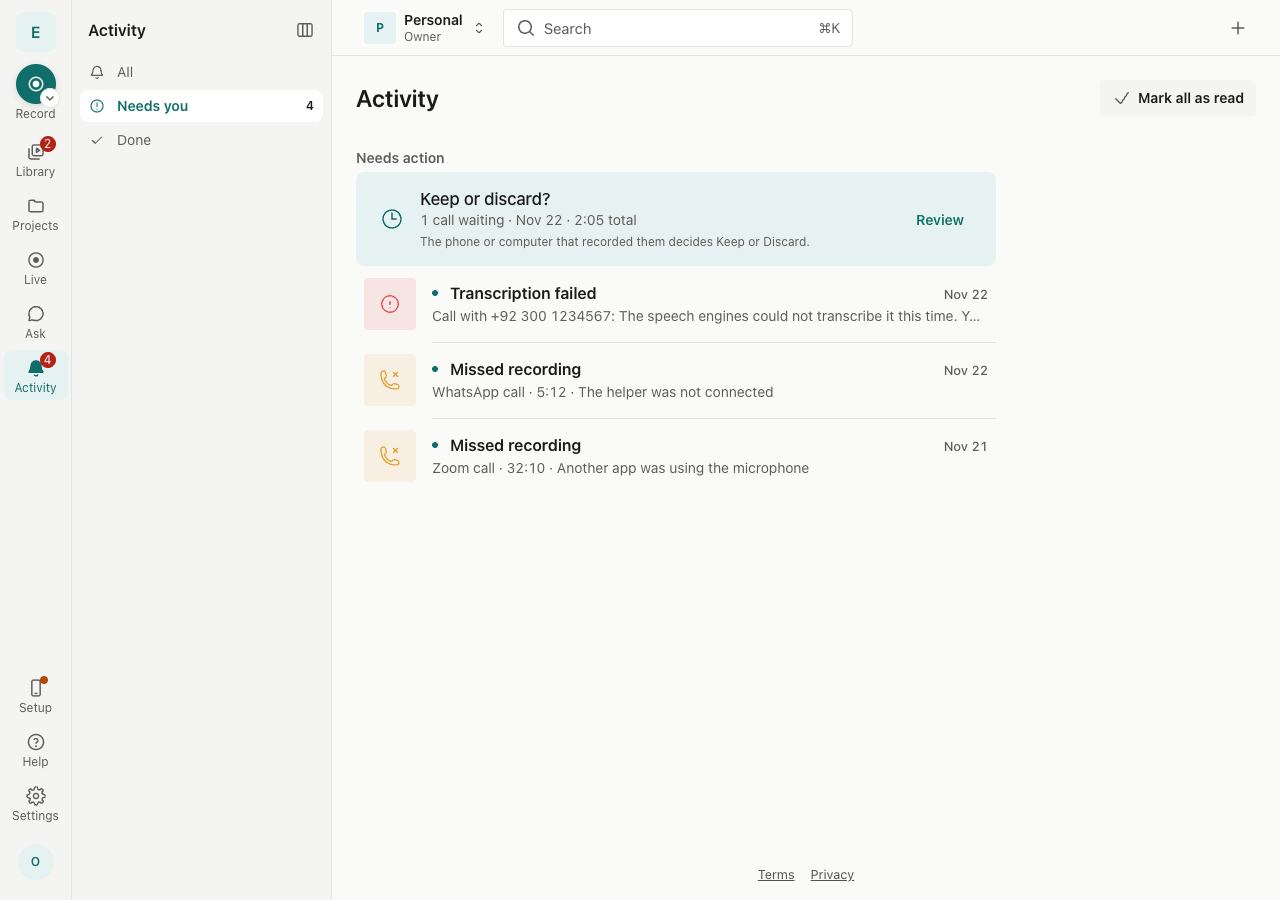 E
Record
2
Library
Projects
Live
Ask
4
Activity
Setup
Help
Settings
O
Activity
All
Needs you 4
Done
P
Personal
Owner
Search ⌘K
Activity
Mark all as read
Needs action
Keep or discard?
1 call waiting · Nov 22 · 2:05 total
The phone or computer that recorded them decides Keep or Discard.
Review
Transcription failed Nov 22
Call with +92 300 1234567: The speech engines could not transcribe it this time. Y…
Missed recording Nov 22
WhatsApp call · 5:12 · The helper was not connected
Missed recording Nov 21
Zoom call · 32:10 · Another app was using the microphone
Terms Privacy